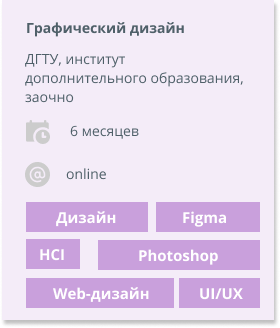 Графический дизайн
ДГТУ, институт
дополнительного образования,
заочно
6 месяцев
online
Дизайн Figma
HCI Photoshop
Web-дизайн UI/UX